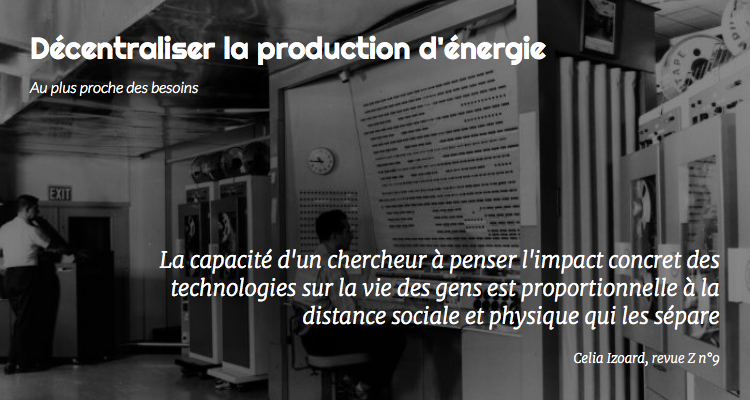 Décentraliser la production d'énergie
Au plus proche des besoins
EXIT
La capacité d'un chercheur à penser l'impact concret des
technologies sur la vie des gens est proportionnelle à la
distance sociale et physique qui les sépare
Celia Izoard, revue Z n°9